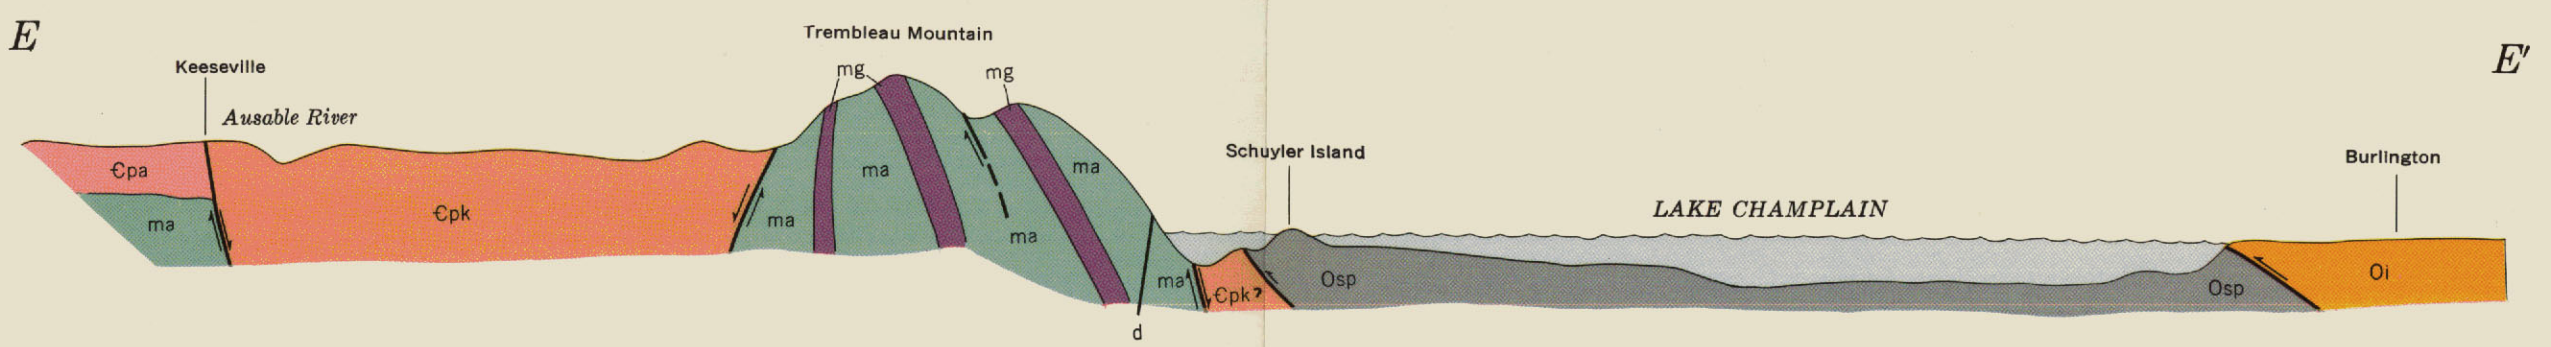 E
Trembleau Mountain
E′
Keeseville
mg
mg
Ausable River
Schuyler Island
Burlington
Єpa
ma
ma
ma
LAKE CHAMPLAIN
Єpk
ma
ma
ma
Єpk?
Osp
Osp
Oi
d